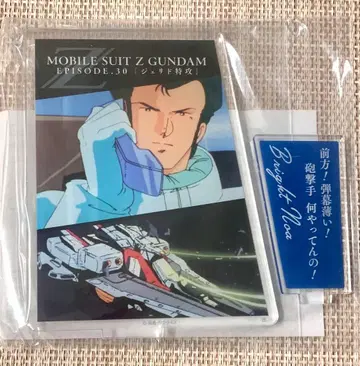 MOBILE SUIT Z GUNDAM
EPISODE.30「ジェリド特攻」
前方！弾幕薄い！
砲撃手 何やってんの！
Bright Noa